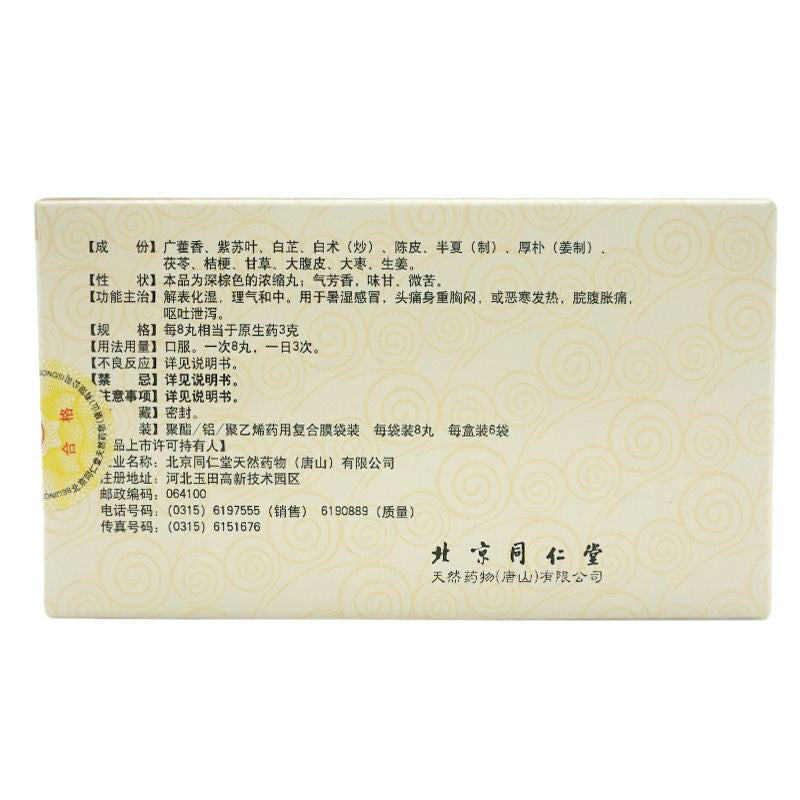 【成　份】广藿香、紫苏叶、白芷、白术（炒）、陈皮、半夏（制）、厚朴（姜制）、
茯苓、桔梗、甘草、大腹皮、大枣、生姜。
【性　状】本品为深棕色的浓缩丸；气芳香，味甘、微苦。
【功能主治】解表化湿，理气和中。用于暑湿感冒，头痛身重胸闷，或恶寒发热，脘腹胀痛，
呕吐泄泻。
【规　格】每8丸相当于原生药3克
【用法用量】口服。一次8丸，一日3次。
【不良反应】详见说明书。
【禁　忌】详见说明书。
注意事项】详见说明书。
藏】密封。
装】聚酯/铝/聚乙烯药用复合膜袋装　每袋装8丸　每盒装6袋
品上市许可持有人】
业名称：北京同仁堂天然药物（唐山）有限公司
注册地址：河北玉田高新技术园区
邮政编码：064100
电话号码：（0315）6197555（销售） 6190889（质量）
传真号码：（0315）6151676
合格
北京同仁堂
天然药物(唐山)有限公司